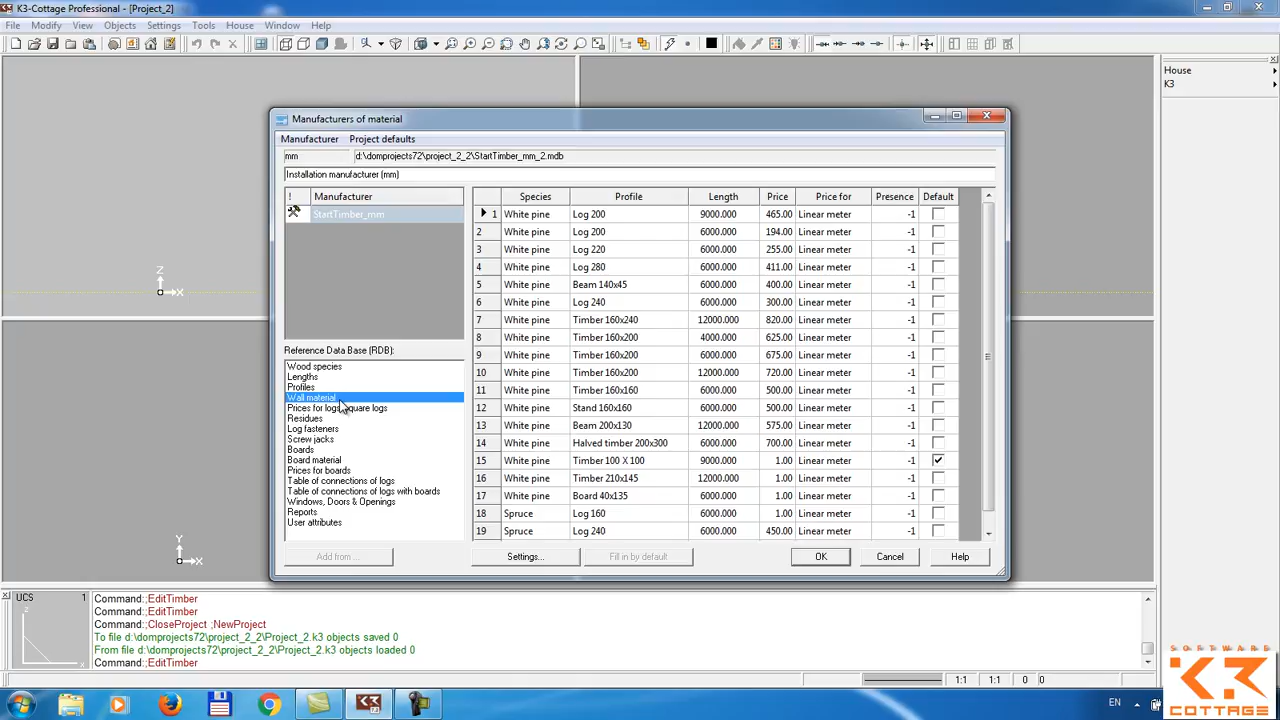 K3-Cottage Professional - [Project_2]
File Modify View Objects Settings Tools House Window Help
House
K3
Manufacturers of material
Manufacturer Project defaults
mm d:\domprojects72\project_2_2\StartTimber_mm_2.mdb
Installation manufacturer (mm)
! Manufacturer
StartTimber_mm
Species Profile Length Price Price for Presence Default
1 White pine Log 200 9000.000 465.00 Linear meter -1
2 White pine Log 200 6000.000 194.00 Linear meter -1
3 White pine Log 220 6000.000 255.00 Linear meter -1
4 White pine Log 280 6000.000 411.00 Linear meter -1
5 White pine Beam 140x45 6000.000 400.00 Linear meter -1
6 White pine Log 240 6000.000 300.00 Linear meter -1
7 White pine Timber 160x240 12000.000 820.00 Linear meter -1
8 White pine Timber 160x200 4000.000 625.00 Linear meter -1
9 White pine Timber 160x200 6000.000 675.00 Linear meter -1
10 White pine Timber 160x200 12000.000 720.00 Linear meter -1
11 White pine Timber 160x160 6000.000 500.00 Linear meter -1
12 White pine Stand 160x160 6000.000 500.00 Linear meter -1
13 White pine Beam 200x130 12000.000 575.00 Linear meter -1
14 White pine Halved timber 200x300 6000.000 700.00 Linear meter -1
15 White pine Timber 100 X 100 9000.000 1.00 Linear meter -1
16 White pine Timber 210x145 12000.000 1.00 Linear meter -1
17 White pine Board 40x135 6000.000 1.00 Linear meter -1
18 Spruce Log 160 6000.000 1.00 Linear meter -1
19 Spruce Log 240 6000.000 450.00 Linear meter -1
Reference Data Base (RDB):
Wood species
Lengths
Profiles
Wall material
Prices for logs, square logs
Residues
Log fasteners
Screw jacks
Boards
Board material
Prices for boards
Table of connections of logs
Table of connections of logs with boards
Windows, Doors & Openings
Reports
User attributes
Add from ... Settings... Fill in by default OK Cancel Help
Z
X
Y
X
UCS 1
Command:;EditTimber
Command:;EditTimber
Command:;CloseProject ;NewProject
To file d:\domprojects72\project_2_2\Project_2.k3 objects saved 0
From file d:\domprojects72\project_2_2\Project_2.k3 objects loaded 0
Command:;EditTimber
1:1 1:1 0 0
EN
SOFTWARE
K3
COTTAGE